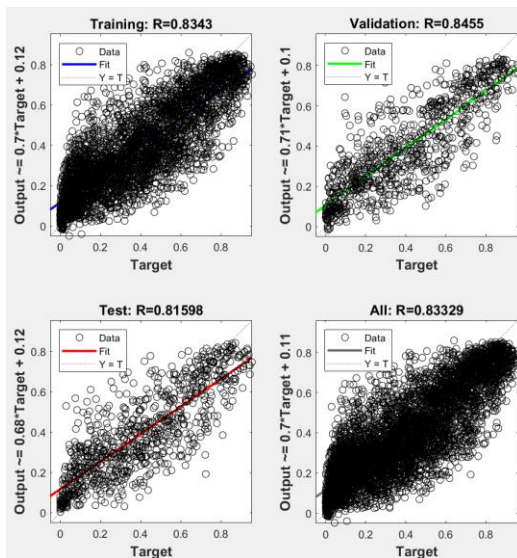 Training: R=0.8343
Output ~= 0.7*Target + 0.12
Data
Fit
Y = T
0.8
0.6
0.4
0.2
0
0 0.2 0.4 0.6 0.8
Target
Validation: R=0.8455
Output ~= 0.71*Target + 0.1
Data
Fit
Y = T
0.8
0.6
0.4
0.2
0
0 0.2 0.4 0.6 0.8
Target
Test: R=0.81598
Output ~= 0.68*Target + 0.12
Data
Fit
Y = T
0.8
0.6
0.4
0.2
0
0 0.2 0.4 0.6 0.8
Target
All: R=0.83329
Output ~= 0.7*Target + 0.11
Data
Fit
Y = T
0.8
0.6
0.4
0.2
0
0 0.2 0.4 0.6 0.8
Target